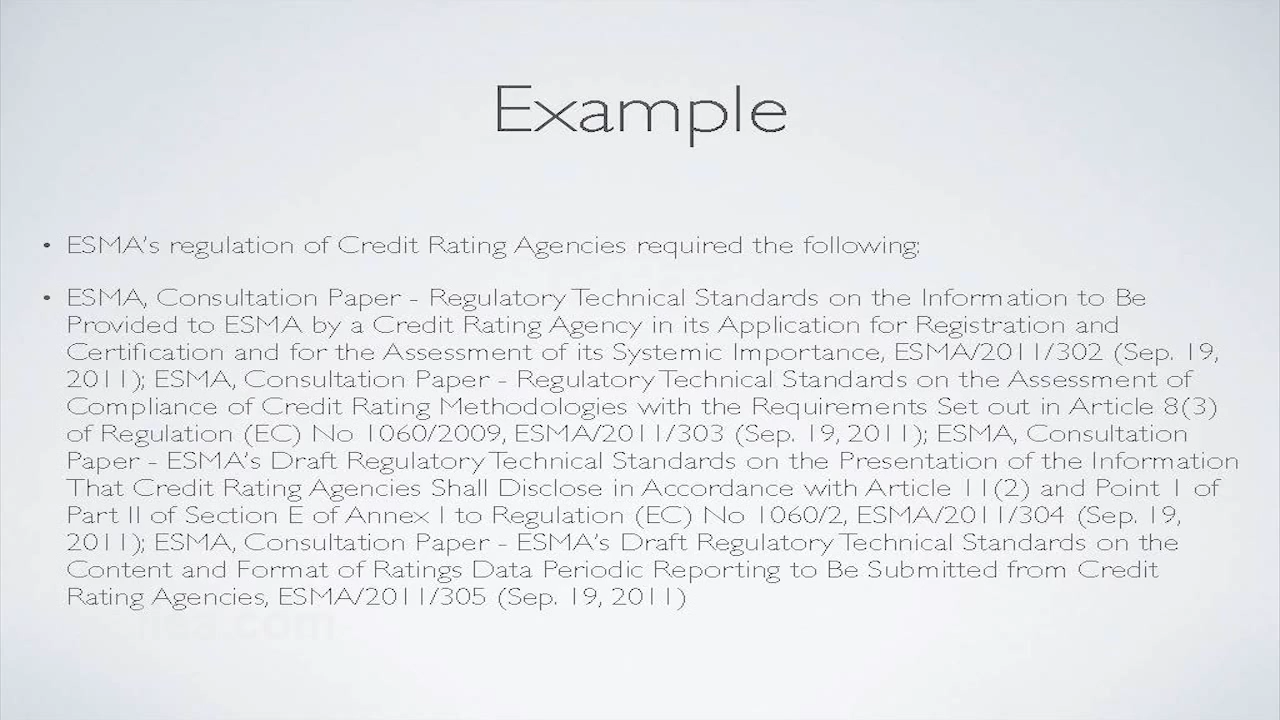 Example
• ESMA's regulation of Credit Rating Agencies required the following:
• ESMA, Consultation Paper - Regulatory Technical Standards on the Information to Be
Provided to ESMA by a Credit Rating Agency in its Application for Registration and
Certification and for the Assessment of its Systemic Importance, ESMA/2011/302 (Sep. 19,
2011); ESMA, Consultation Paper - Regulatory Technical Standards on the Assessment of
Compliance of Credit Rating Methodologies with the Requirements Set out in Article 8(3)
of Regulation (EC) No 1060/2009, ESMA/2011/303 (Sep. 19, 2011); ESMA, Consultation
Paper - ESMA's Draft Regulatory Technical Standards on the Presentation of the Information
That Credit Rating Agencies Shall Disclose in Accordance with Article 11(2) and Point 1 of
Part II of Section E of Annex I to Regulation (EC) No 1060/2, ESMA/2011/304 (Sep. 19,
2011); ESMA, Consultation Paper - ESMA's Draft Regulatory Technical Standards on the
Content and Format of Ratings Data Periodic Reporting to Be Submitted from Credit
Rating Agencies, ESMA/2011/305 (Sep. 19, 2011)